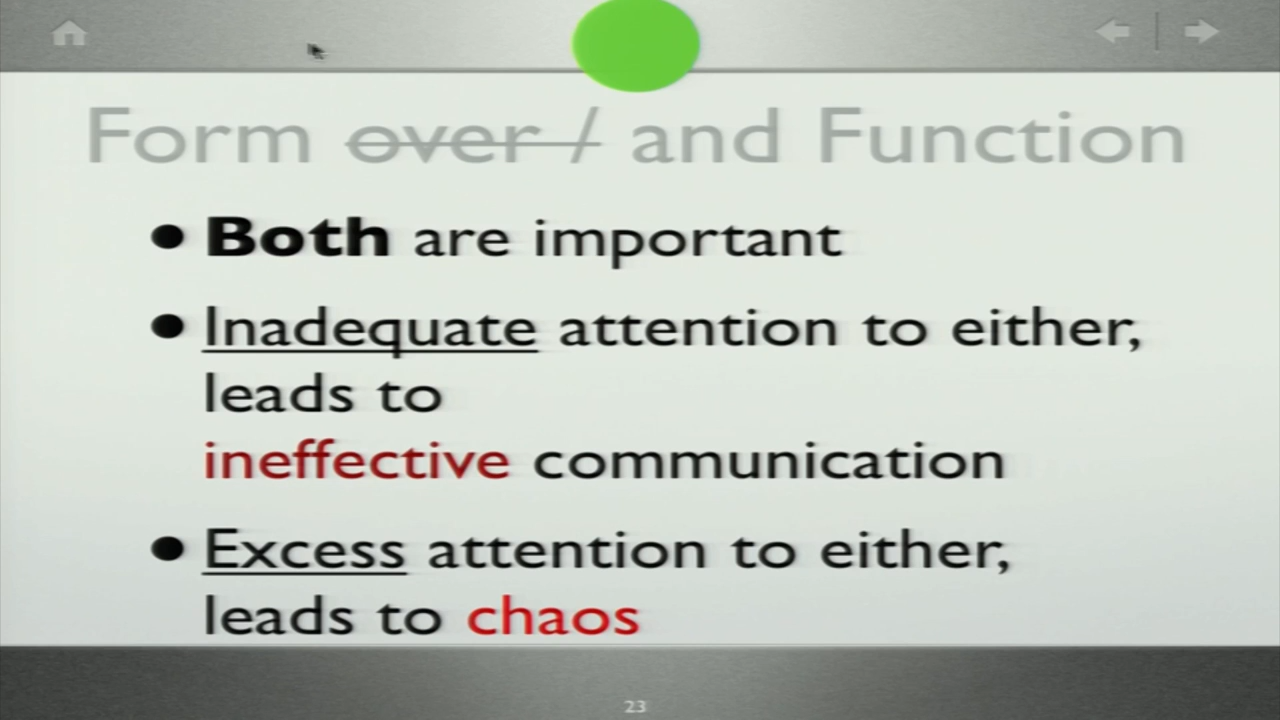 Form over / and Function
• Both are important
• Inadequate attention to either,
leads to
ineffective communication
• Excess attention to either,
leads to chaos
23